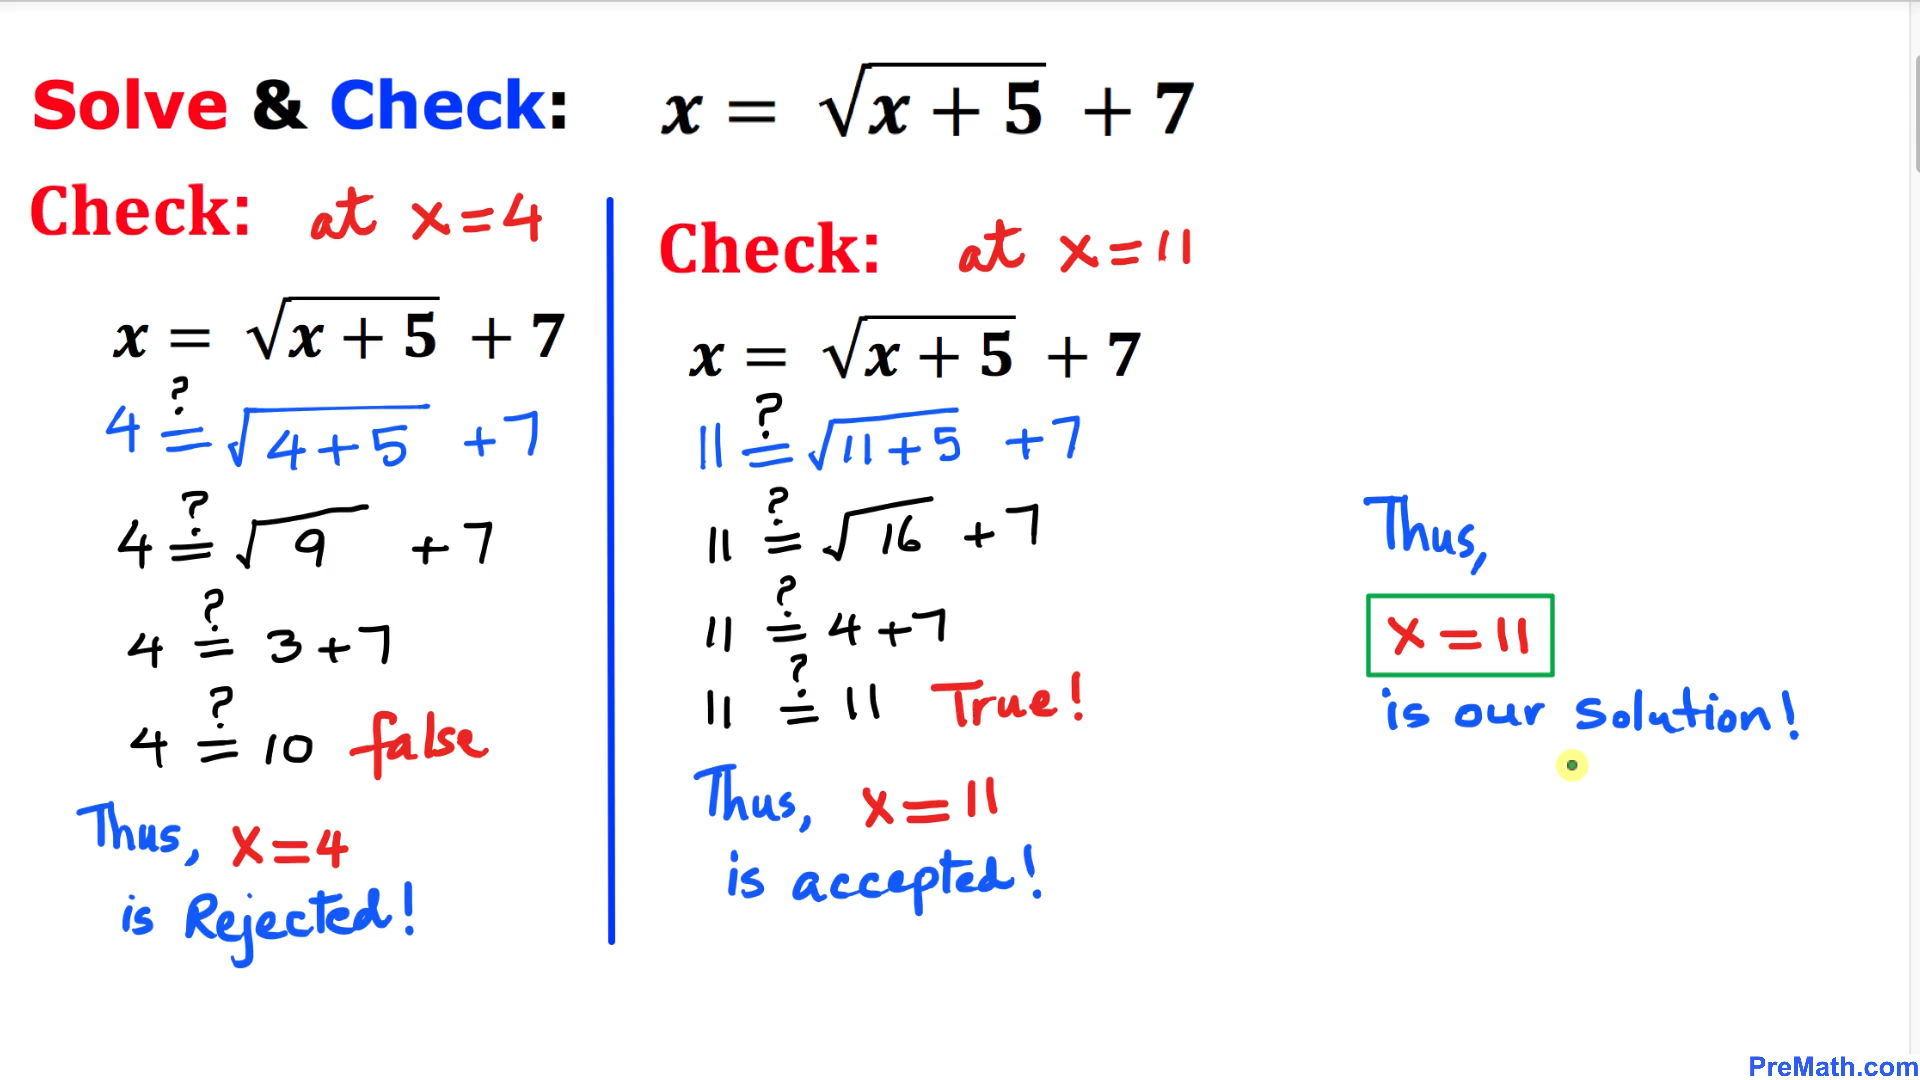 Solve & Check: x = √x + 5 + 7
Check: at x=4
x = √x + 5 + 7
4 ?= √4+5 +7
4 ?= √9 +7
4 ?= 3+7
4 ?= 10 false
Thus, x=4
is Rejected!
Check: at x=11
x = √x + 5 + 7
11 ?= √11+5 +7
11 ?= √16 +7
11 ?= 4+7
11 ?= 11 True!
Thus, x=11
is accepted!
Thus,
x=11
is our solution!
PreMath.com